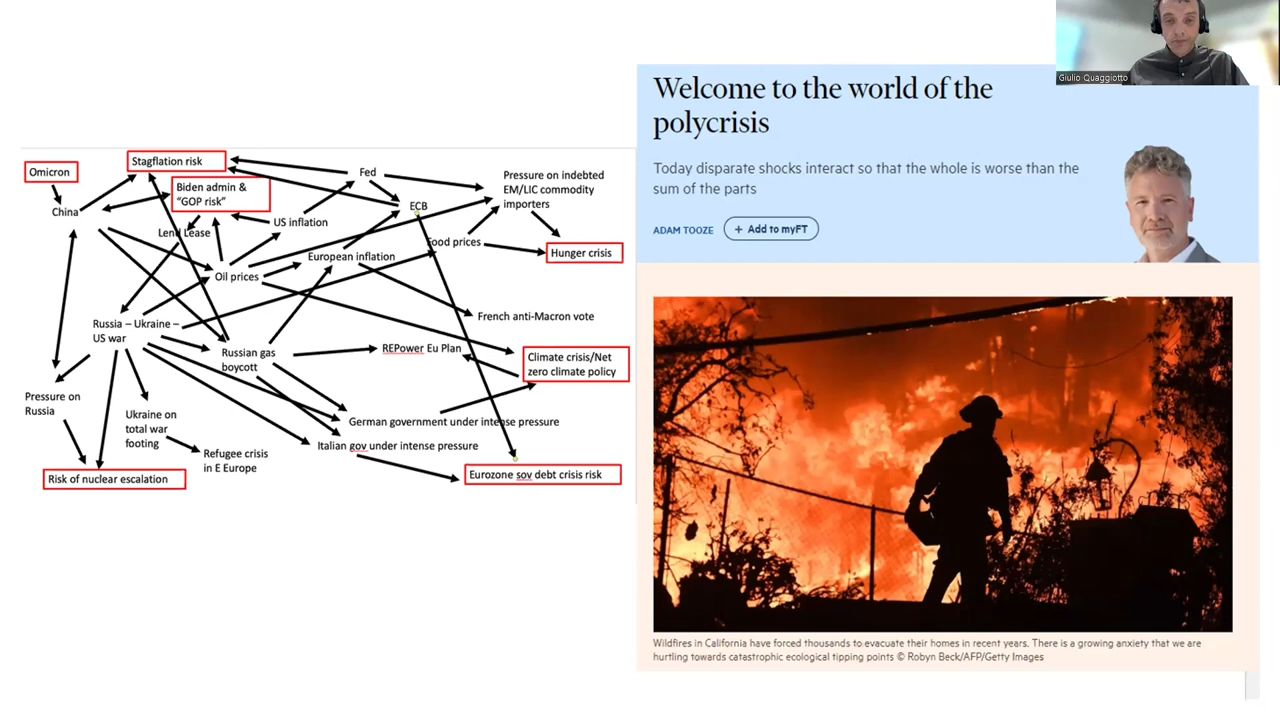 Giulio Quaggiotto
Omicron
Stagflation risk
Biden admin &
“GOP risk”
China
Lend Lease
US inflation
Fed
ECB
Pressure on indebted
EM/LIC commodity
importers
Food prices
Hunger crisis
European inflation
Oil prices
French anti-Macron vote
Russia – Ukraine –
US war
Russian gas
boycott
REPower Eu Plan
Climate crisis/Net
zero climate policy
Pressure on
Russia
Ukraine on
total war
footing
German government under intense pressure
Italian gov under intense pressure
Refugee crisis
in E Europe
Risk of nuclear escalation
Eurozone sov debt crisis risk
Welcome to the world of the
polycrisis
Today disparate shocks interact so that the whole is worse than the
sum of the parts
ADAM TOOZE
+ Add to myFT
Wildfires in California have forced thousands to evacuate their homes in recent years. There is a growing anxiety that we are
hurtling towards catastrophic ecological tipping points © Robyn Beck/AFP/Getty Images